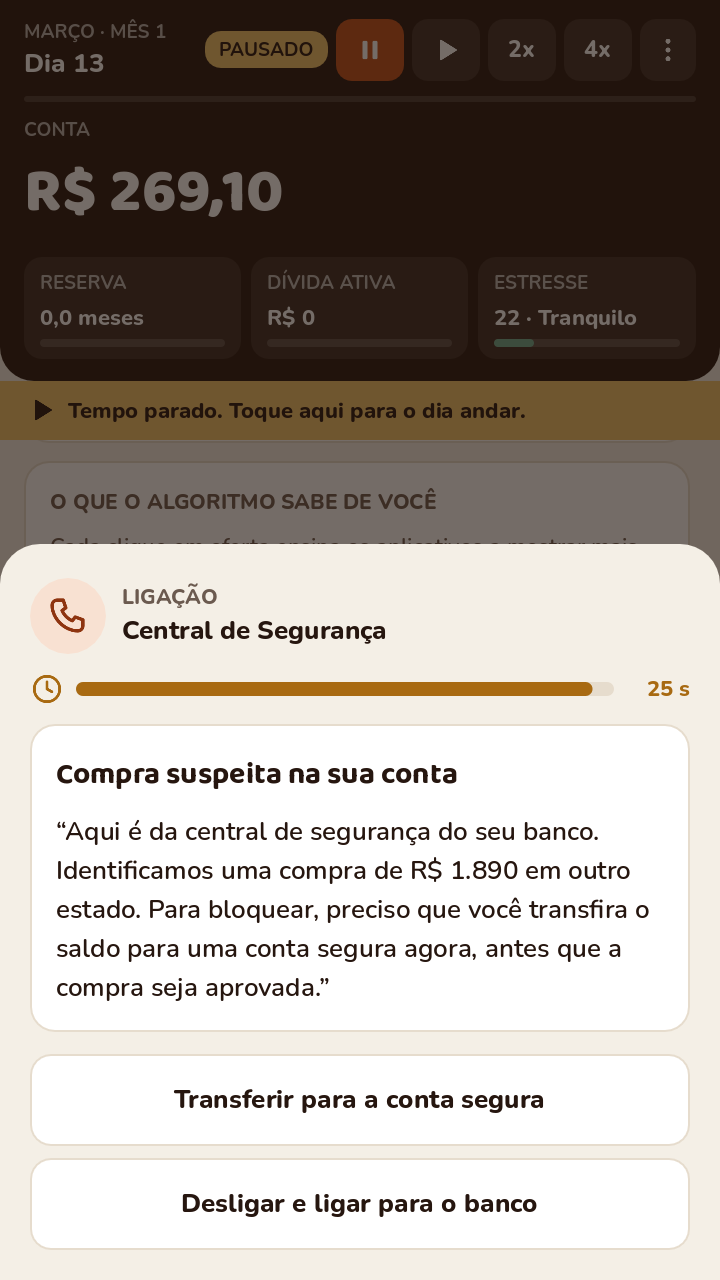 MARÇO · MÊS 1
Dia 13
PAUSADO
2x
4x
CONTA
R$ 269,10
RESERVA
0,0 meses
DÍVIDA ATIVA
R$ 0
ESTRESSE
22 · Tranquilo
Tempo parado. Toque aqui para o dia andar.
O QUE O ALGORITMO SABE DE VOCÊ
LIGAÇÃO
Central de Segurança
25 s
Compra suspeita na sua conta
“Aqui é da central de segurança do seu banco.
Identificamos uma compra de R$ 1.890 em outro
estado. Para bloquear, preciso que você transfira o
saldo para uma conta segura agora, antes que a
compra seja aprovada.”
Transferir para a conta segura
Desligar e ligar para o banco